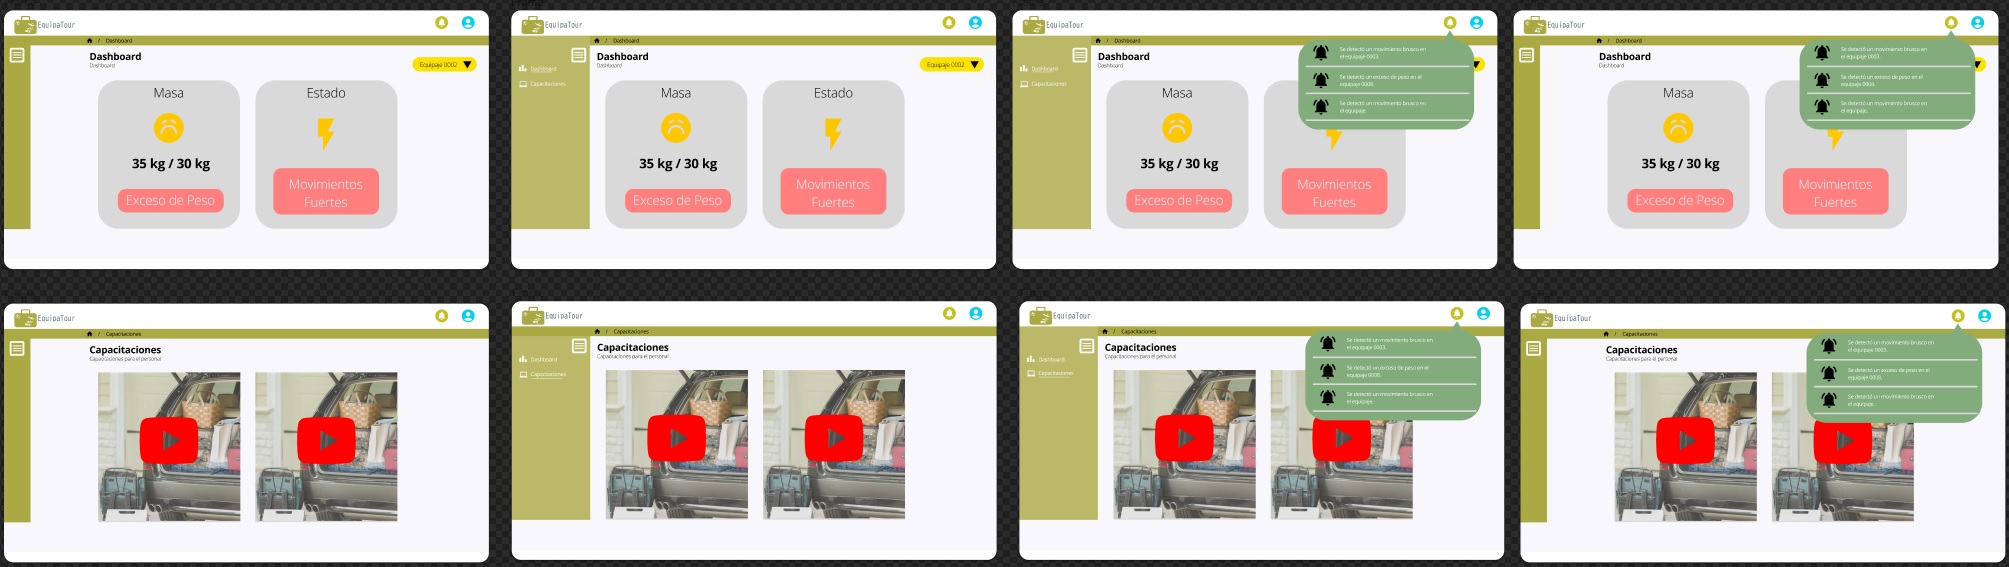 EquipaTour
/ Dashboard
Dashboard
Dashboard
Equipaje 0002
Masa
35 kg / 30 kg
Exceso de Peso
Estado
Movimientos
Fuertes
EquipaTour
/ Dashboard
Dashboard
Capacitaciones
Dashboard
Dashboard
Equipaje 0002
Masa
35 kg / 30 kg
Exceso de Peso
Estado
Movimientos
Fuertes
EquipaTour
/ Dashboard
Dashboard
Capacitaciones
Dashboard
Dashboard
Se detectó un movimiento brusco en
el equipaje 0003.
Se detectó un exceso de peso en el
equipaje 0008.
Se detectó un movimiento brusco en
el equipaje.
Masa
35 kg / 30 kg
Exceso de Peso
Movimientos
Fuertes
EquipaTour
/ Dashboard
Dashboard
Dashboard
Se detectó un movimiento brusco en
el equipaje 0003.
Se detectó un exceso de peso en el
equipaje 0008.
Se detectó un movimiento brusco en
el equipaje.
Masa
35 kg / 30 kg
Exceso de Peso
Movimientos
Fuertes
EquipaTour
/ Capacitaciones
Capacitaciones
Capacitaciones para el personal
EquipaTour
/ Capacitaciones
Dashboard
Capacitaciones
Capacitaciones
Capacitaciones para el personal
EquipaTour
/ Capacitaciones
Dashboard
Capacitaciones
Capacitaciones
Capacitaciones para el personal
Se detectó un movimiento brusco en
el equipaje 0003.
Se detectó un exceso de peso en el
equipaje 0008.
Se detectó un movimiento brusco en
el equipaje.
EquipaTour
/ Capacitaciones
Capacitaciones
Capacitaciones para el personal
Se detectó un movimiento brusco en
el equipaje 0003.
Se detectó un exceso de peso en el
equipaje 0008.
Se detectó un movimiento brusco en
el equipaje.